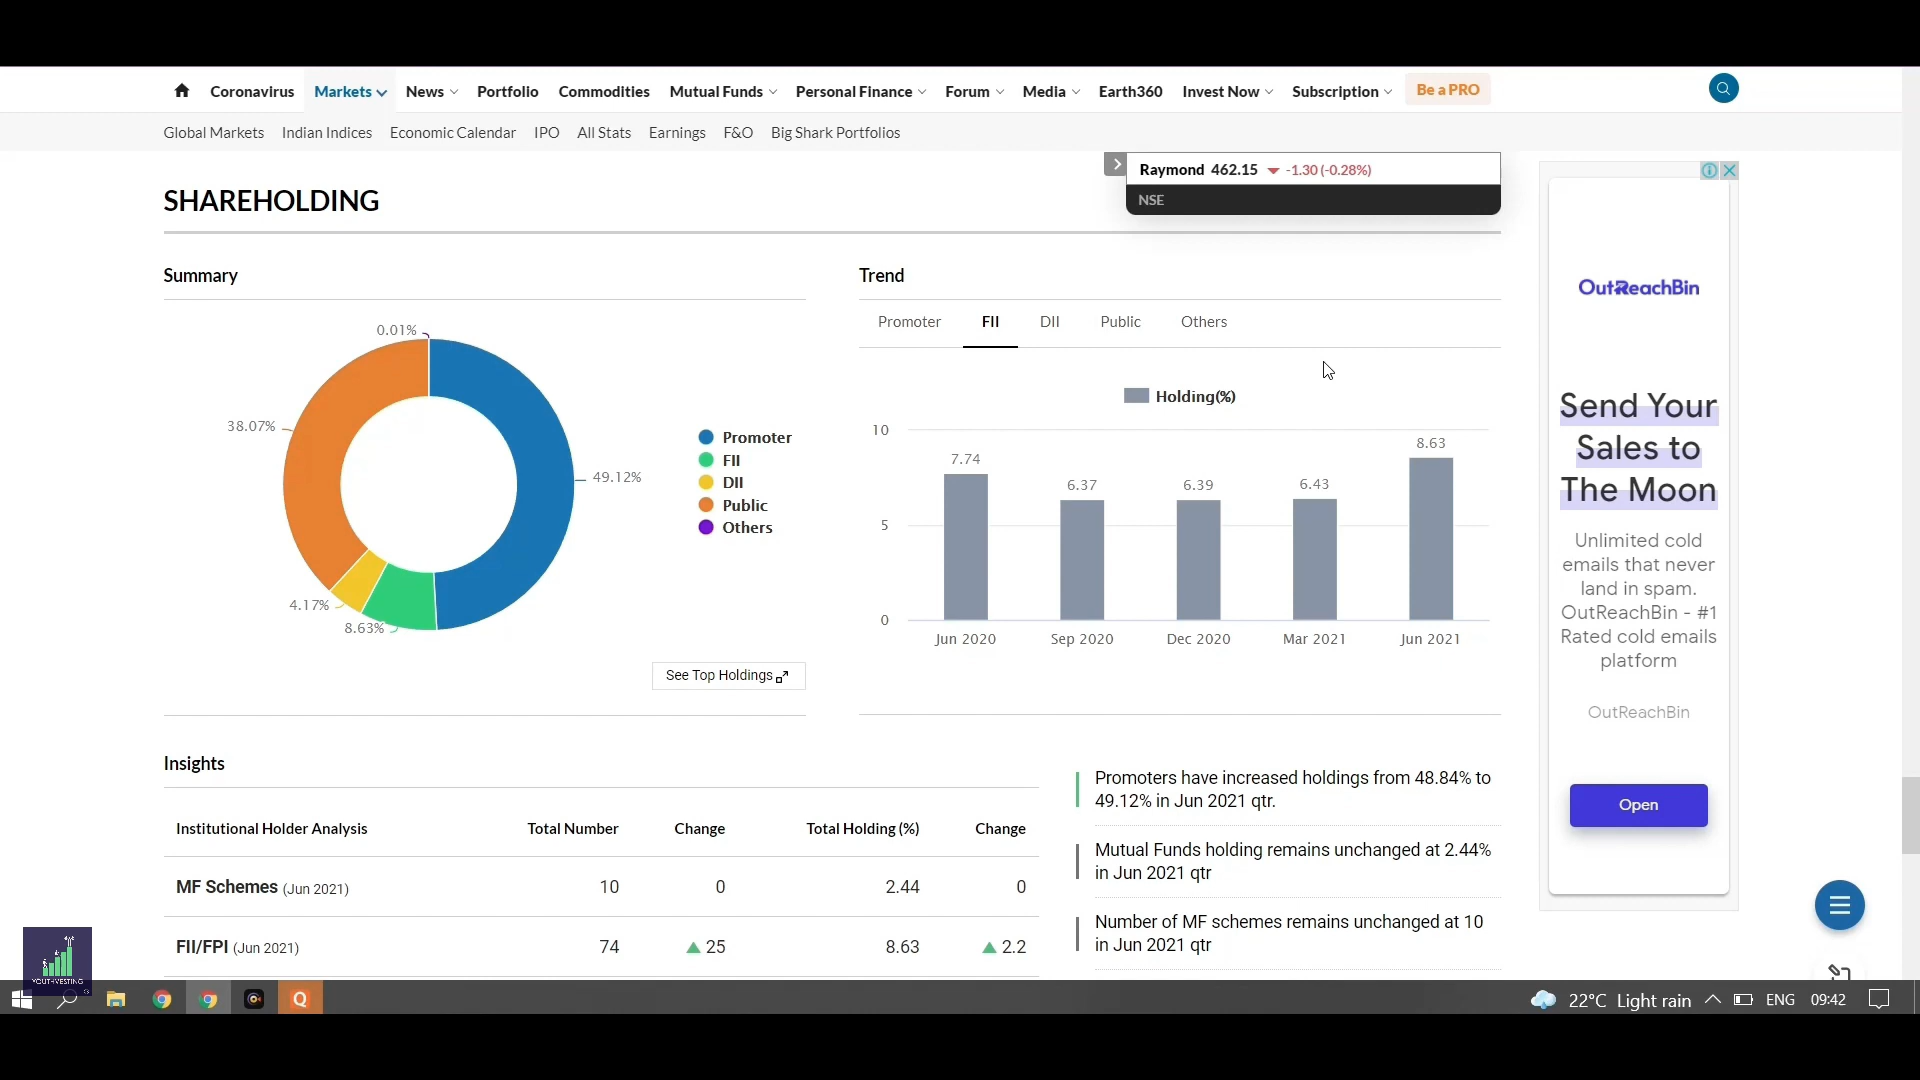 Coronavirus Markets News Portfolio Commodities Mutual Funds Personal Finance Forum Media Earth360 Invest Now Subscription Be a PRO
Global Markets Indian Indices Economic Calendar IPO All Stats Earnings F&O Big Shark Portfolios
Raymond 462.15 -1.30 (-0.28%)
NSE
SHAREHOLDING
Summary
0.01%
38.07%
49.12%
4.17%
8.63%
Promoter
FII
DII
Public
Others
See Top Holdings
Trend
Promoter FII DII Public Others
Holding(%)
10
5
0
7.74
6.37
6.39
6.43
8.63
Jun 2020 Sep 2020 Dec 2020 Mar 2021 Jun 2021
Insights
Institutional Holder Analysis Total Number Change Total Holding (%) Change
MF Schemes (Jun 2021) 10 0 2.44 0
FII/FPI (Jun 2021) 74 25 8.63 2.2
Promoters have increased holdings from 48.84% to
49.12% in Jun 2021 qtr.
Mutual Funds holding remains unchanged at 2.44%
in Jun 2021 qtr
Number of MF schemes remains unchanged at 10
in Jun 2021 qtr
OutReachBin
Send Your
Sales to
The Moon
Unlimited cold
emails that never
land in spam.
OutReachBin - #1
Rated cold emails
platform
OutReachBin
Open
YOUTHVESTING
Q
22°C Light rain ENG 09:42